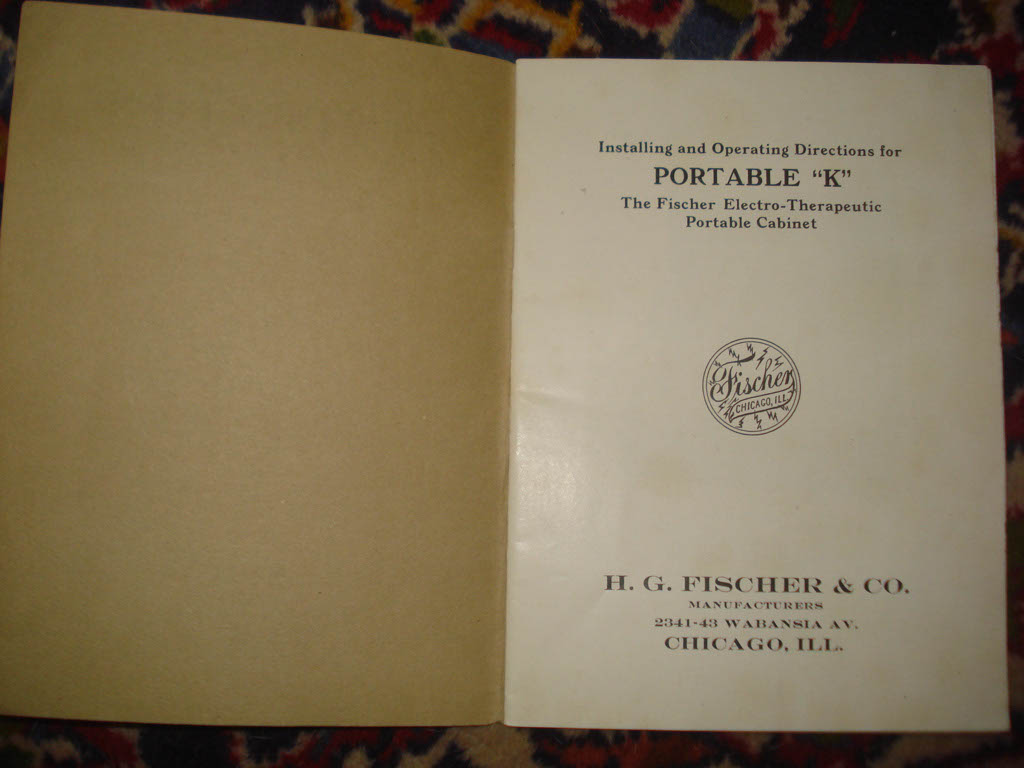 Installing and Operating Directions for
PORTABLE "K"
The Fischer Electro-Therapeutic
Portable Cabinet
Fischer
CHICAGO, ILL.
H. G. FISCHER & CO.
MANUFACTURERS
2341-43 WABANSIA AV.
CHICAGO, ILL.